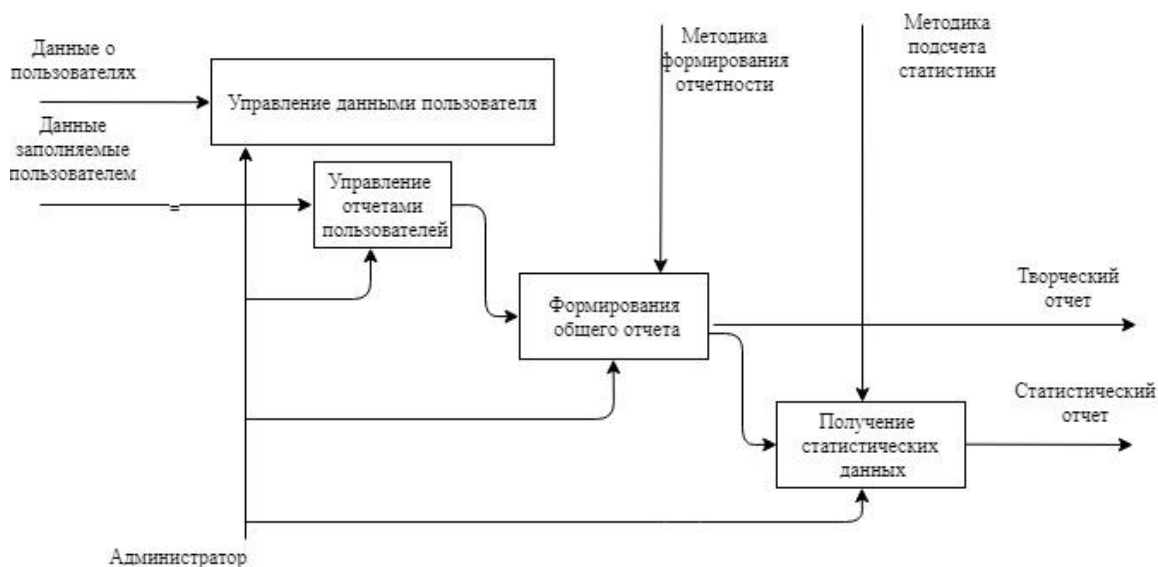 Данные о
пользователях
Управление данными пользователя
Данные
заполняемые
пользователем
=
Управление
отчетами
пользователей
Методика
формирования
отчетности
Методика
подсчета
статистики
Формирования
общего отчета
Творческий
отчет
Получение
статистических
данных
Статистический
отчет
Администратор